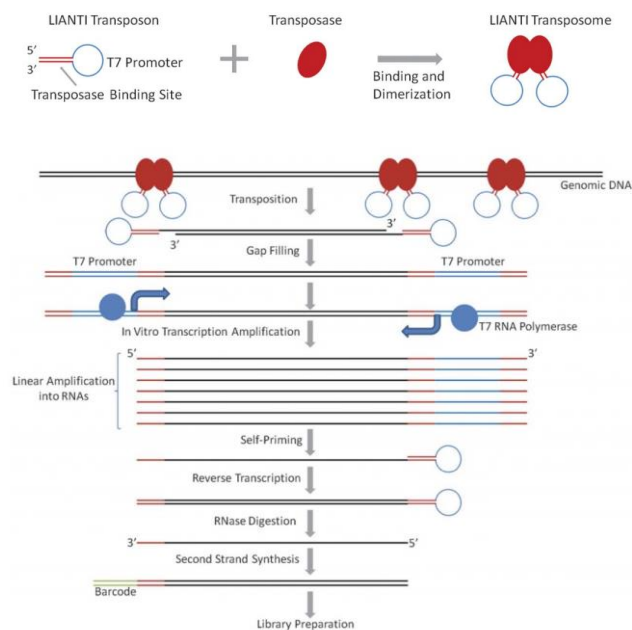 LIANTI Transposon
Transposase
LIANTI Transposome
5′
3′
T7 Promoter
Transposase Binding Site
Binding and
Dimerization
Genomic DNA
Transposition
3′
3′
Gap Filling
T7 Promoter
T7 Promoter
T7 RNA Polymerase
In Vitro Transcription Amplification
5′
3′
Linear Amplification
into RNAs
Self-Priming
Reverse Transcription
RNase Digestion
3′
5′
Second Strand Synthesis
Barcode
Library Preparation